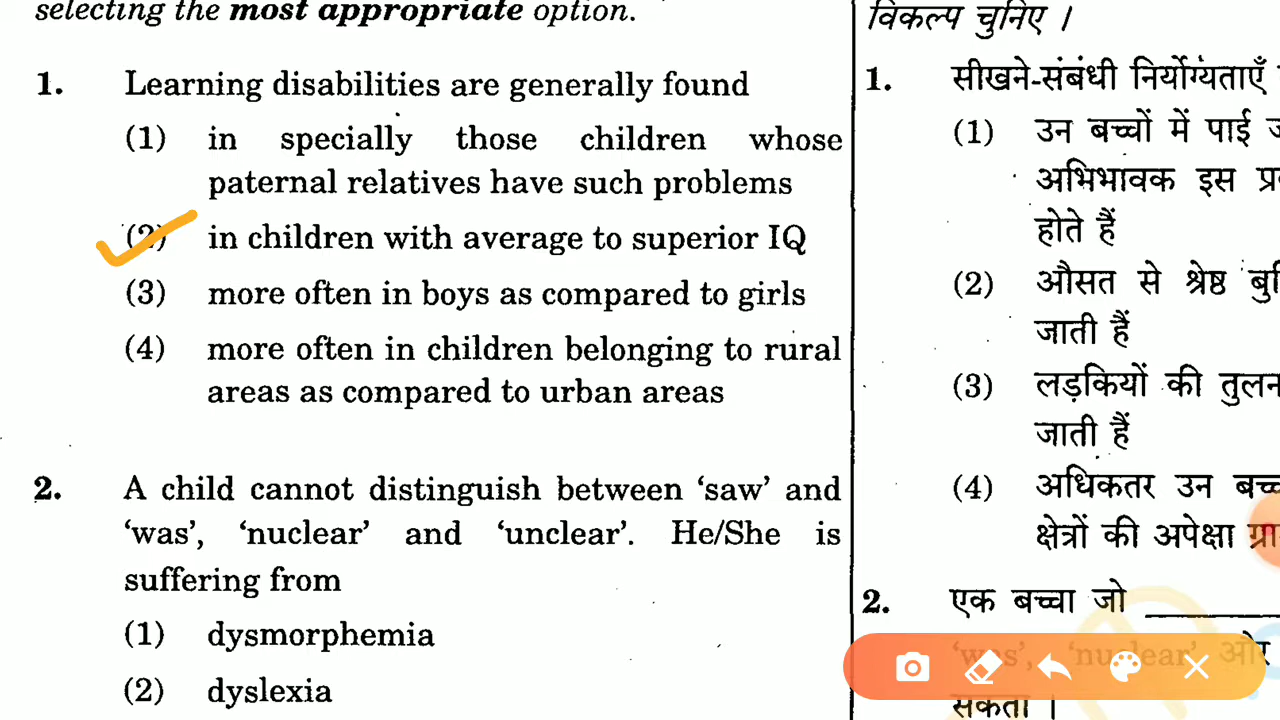 selecting the most appropriate option.
1. Learning disabilities are generally found
(1) in specially those children whose
paternal relatives have such problems
(2) in children with average to superior IQ
(3) more often in boys as compared to girls
(4) more often in children belonging to rural
areas as compared to urban areas
2. A child cannot distinguish between ‘saw’ and
‘was’, ‘nuclear’ and ‘unclear’. He/She is
suffering from
(1) dysmorphemia
(2) dyslexia
विकल्प चुनिए ।
1. सीखने-संबंधी निर्योग्यताएँ
(1) उन बच्चों में पाई
अभिभावक इस
होते हैं
(2) औसत से श्रेष्ठ
जाती हैं
(3) लड़कियों की
जाती हैं
(4) अधिकतर उन
क्षेत्रों की अपेक्षा
2. एक बच्चा जो
‘was’, ‘nuclear’ और
सकता ।